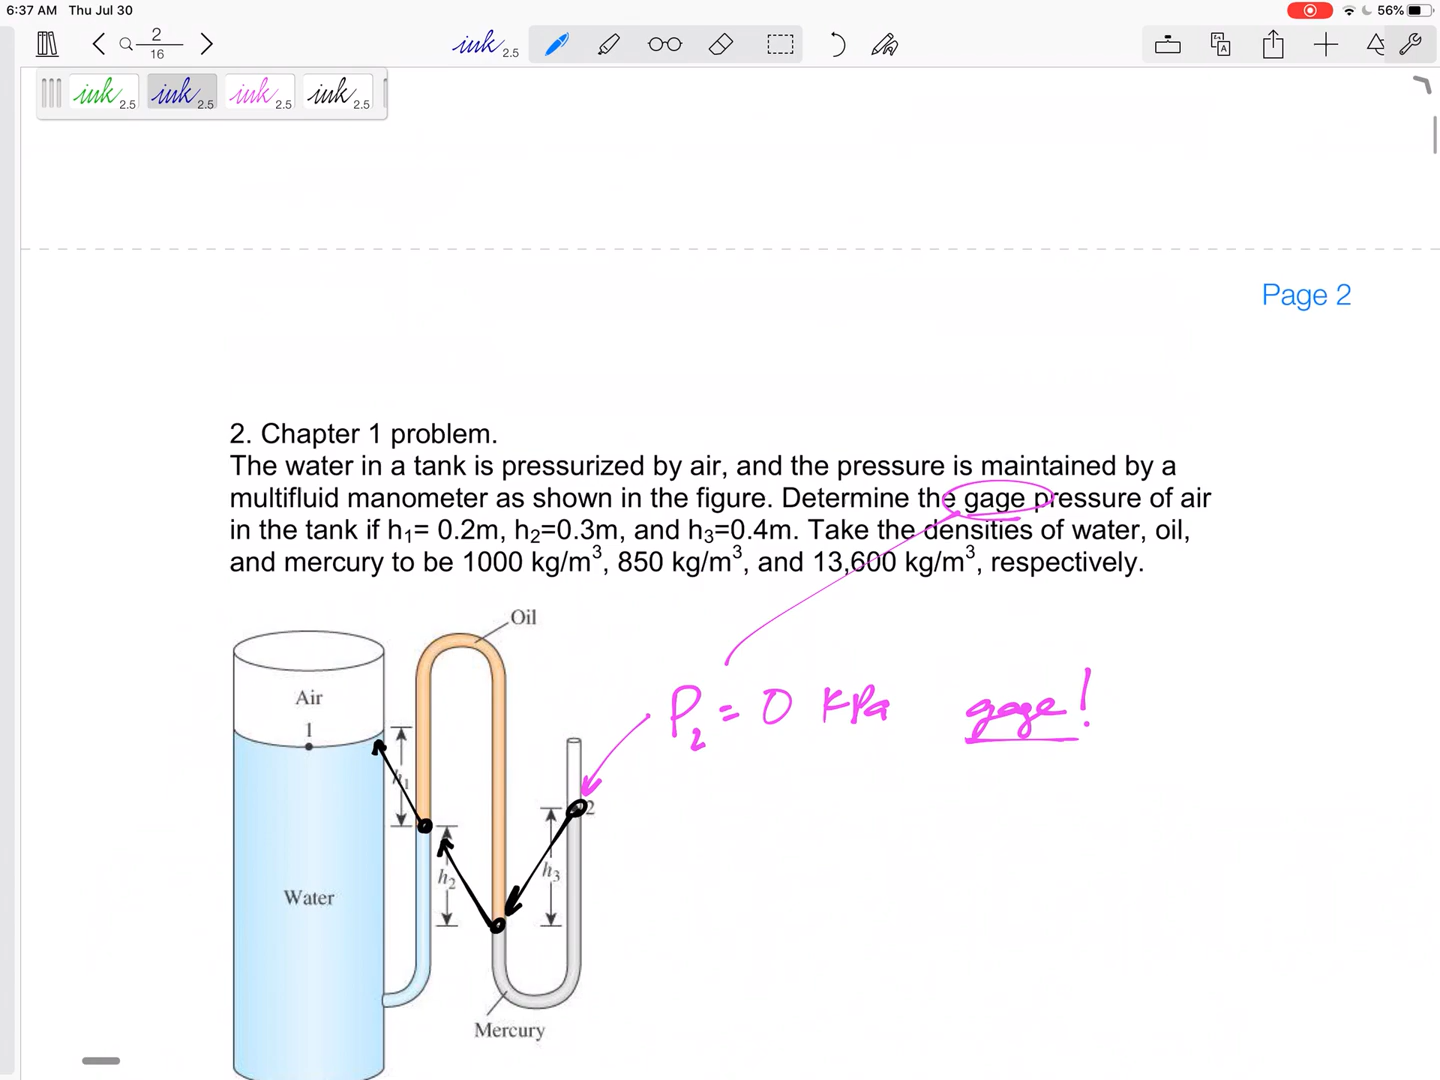 6:37 AM Thu Jul 30
56%
2
16
ink 2.5
ink 2.5
ink 2.5
ink 2.5
ink 2.5
Page 2
2. Chapter 1 problem.
The water in a tank is pressurized by air, and the pressure is maintained by a
multifluid manometer as shown in the figure. Determine the gage pressure of air
in the tank if h₁= 0.2m, h₂=0.3m, and h₃=0.4m. Take the densities of water, oil,
and mercury to be 1000 kg/m³, 850 kg/m³, and 13,600 kg/m³, respectively.
Oil
Air
1
P₂ = 0 KPa gage!
h₁
2
h₂
h₃
Water
Mercury